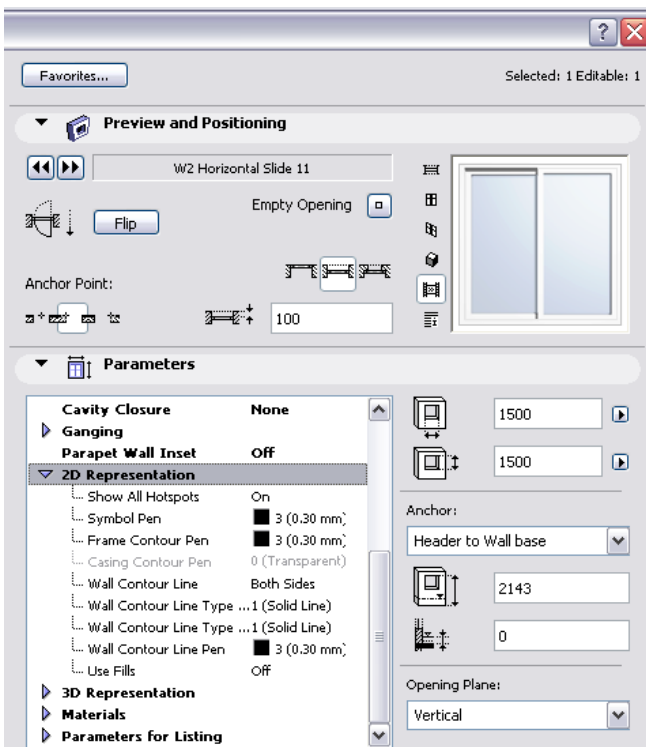 ?
Favorites...
Selected: 1 Editable: 1
Preview and Positioning
W2 Horizontal Slide 11
Empty Opening
Flip
Anchor Point:
100
Parameters
Cavity Closure None
Ganging
Parapet Wall Inset Off
2D Representation
Show All Hotspots On
Symbol Pen 3 (0.30 mm)
Frame Contour Pen 3 (0.30 mm)
Casing Contour Pen 0 (Transparent)
Wall Contour Line Both Sides
Wall Contour Line Type ...1 (Solid Line)
Wall Contour Line Type ...1 (Solid Line)
Wall Contour Line Pen 3 (0.30 mm)
Use Fills Off
3D Representation
Materials
Parameters for Listing
1500
1500
Anchor:
Header to Wall base
2143
0
Opening Plane:
Vertical